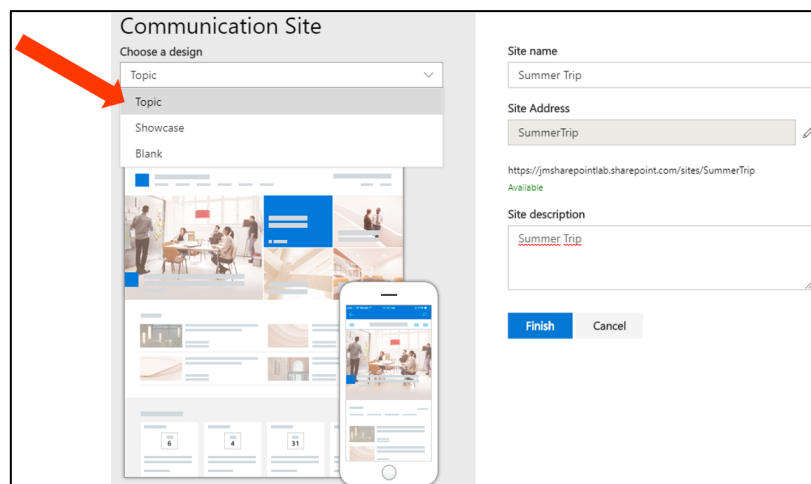 Communication Site
Choose a design
Topic
Topic
Showcase
Blank
6
4
31
Site name
Summer Trip
Site Address
SummerTrip
https://jmsharepointlab.sharepoint.com/sites/SummerTrip
Available
Site description
Summer Trip
Finish
Cancel